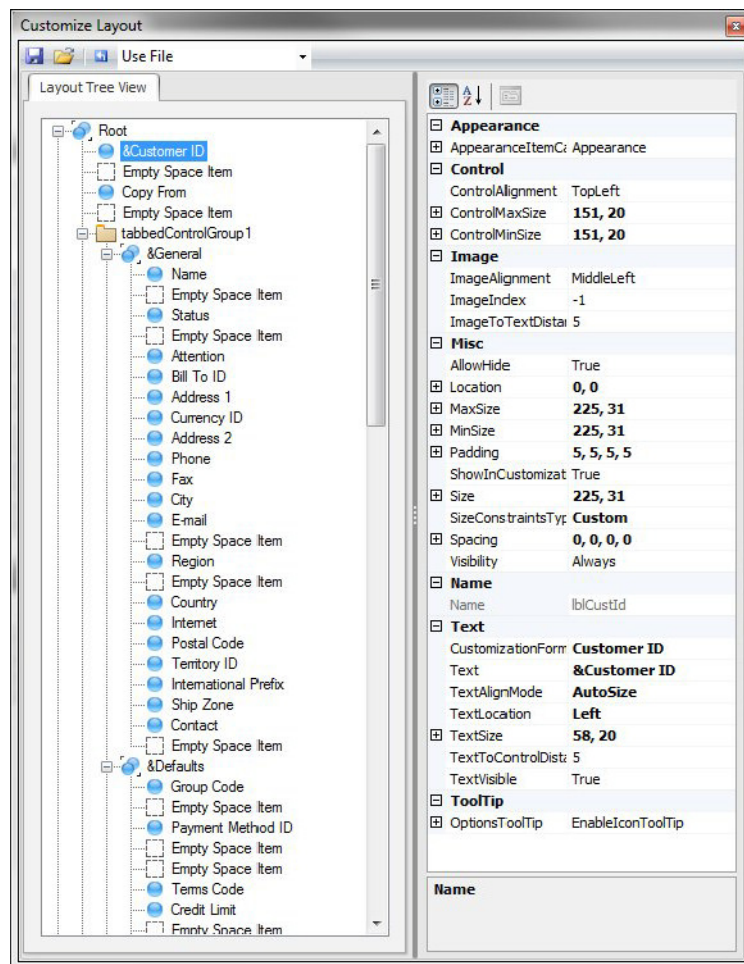 Customize Layout
Use File
Layout Tree View
Root
&Customer ID
Empty Space Item
Copy From
Empty Space Item
tabbedControlGroup1
&General
Name
Empty Space Item
Status
Empty Space Item
Attention
Bill To ID
Address 1
Currency ID
Address 2
Phone
Fax
City
E-mail
Empty Space Item
Region
Empty Space Item
Country
Internet
Postal Code
Territory ID
International Prefix
Ship Zone
Contact
Empty Space Item
&Defaults
Group Code
Empty Space Item
Payment Method ID
Empty Space Item
Empty Space Item
Terms Code
Credit Limit
Empty Space Item
Appearance
AppearanceItemCa Appearance
Control
ControlAlignment TopLeft
ControlMaxSize 151, 20
ControlMinSize 151, 20
Image
ImageAlignment MiddleLeft
ImageIndex -1
ImageToTextDistan 5
Misc
AllowHide True
Location 0, 0
MaxSize 225, 31
MinSize 225, 31
Padding 5, 5, 5, 5
ShowInCustomizat True
Size 225, 31
SizeConstraintsTyp Custom
Spacing 0, 0, 0, 0
Visibility Always
Name
Name lblCustId
Text
CustomizationForm Customer ID
Text &Customer ID
TextAlignMode AutoSize
TextLocation Left
TextSize 58, 20
TextToControlDista 5
TextVisible True
ToolTip
OptionsToolTip EnableIconToolTip
Name